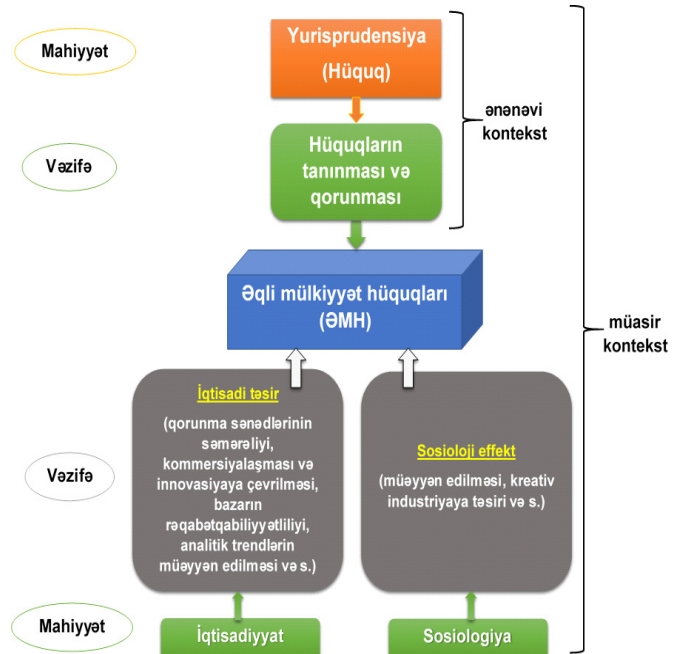 Mahiyyət
Yurisprudensiya
(Hüquq)
ənənəvi
kontekst
Vəzifə
Hüquqların
tanınması və
qorunması
Əqli mülkiyyət hüquqları
(ƏMH)
müasir
kontekst
Vəzifə
İqtisadi təsir
(qorunma sənədlərinin
səmərəliyi,
kommersiyalaşması və
innovasiyaya çevrilməsi,
bazarın
rəqabətqabiliyyətliliyi,
analitik trendlərin
müəyyən edilməsi və s.)
Sosioloji effekt
(müəyyən edilməsi, kreativ
industriyaya təsiri və s.)
Mahiyyət
İqtisadiyyat
Sosiologiya